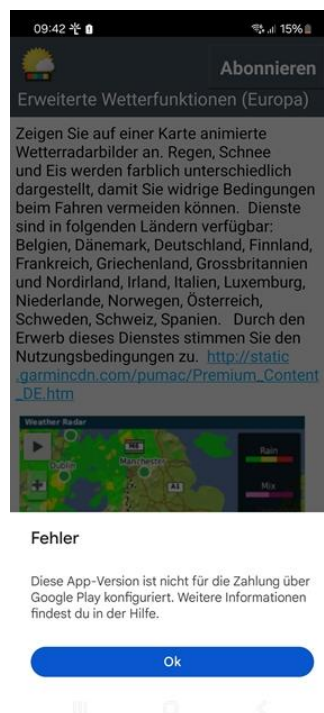 09:42
15%
Abonnieren
Erweiterte Wetterfunktionen (Europa)
Zeigen Sie auf einer Karte animierte
Wetterradarbilder an. Regen, Schnee
und Eis werden farblich unterschiedlich
dargestellt, damit Sie widrige Bedingungen
beim Fahren vermeiden können. Dienste
sind in folgenden Ländern verfügbar:
Belgien, Dänemark, Deutschland, Finnland,
Frankreich, Griechenland, Grossbritannien
und Nordirland, Irland, Italien, Luxemburg,
Niederlande, Norwegen, Österreich,
Schweden, Schweiz, Spanien. Durch den
Erwerb dieses Dienstes stimmen Sie den
Nutzungsbedingungen zu. http://static
.garmincdn.com/pumac/Premium_Content
_DE.htm
Weather Radar
Dublin
Manchester
A1
Rain
Mix
Fehler
Diese App-Version ist nicht für die Zahlung über
Google Play konfiguriert. Weitere Informationen
findest du in der Hilfe.
Ok